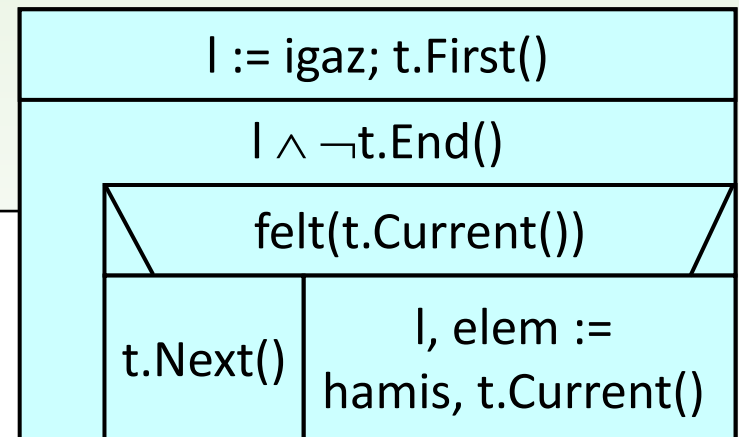 l := igaz; t.First()
l ∧ ¬t.End()
felt(t.Current())
t.Next()
l, elem :=
hamis, t.Current()